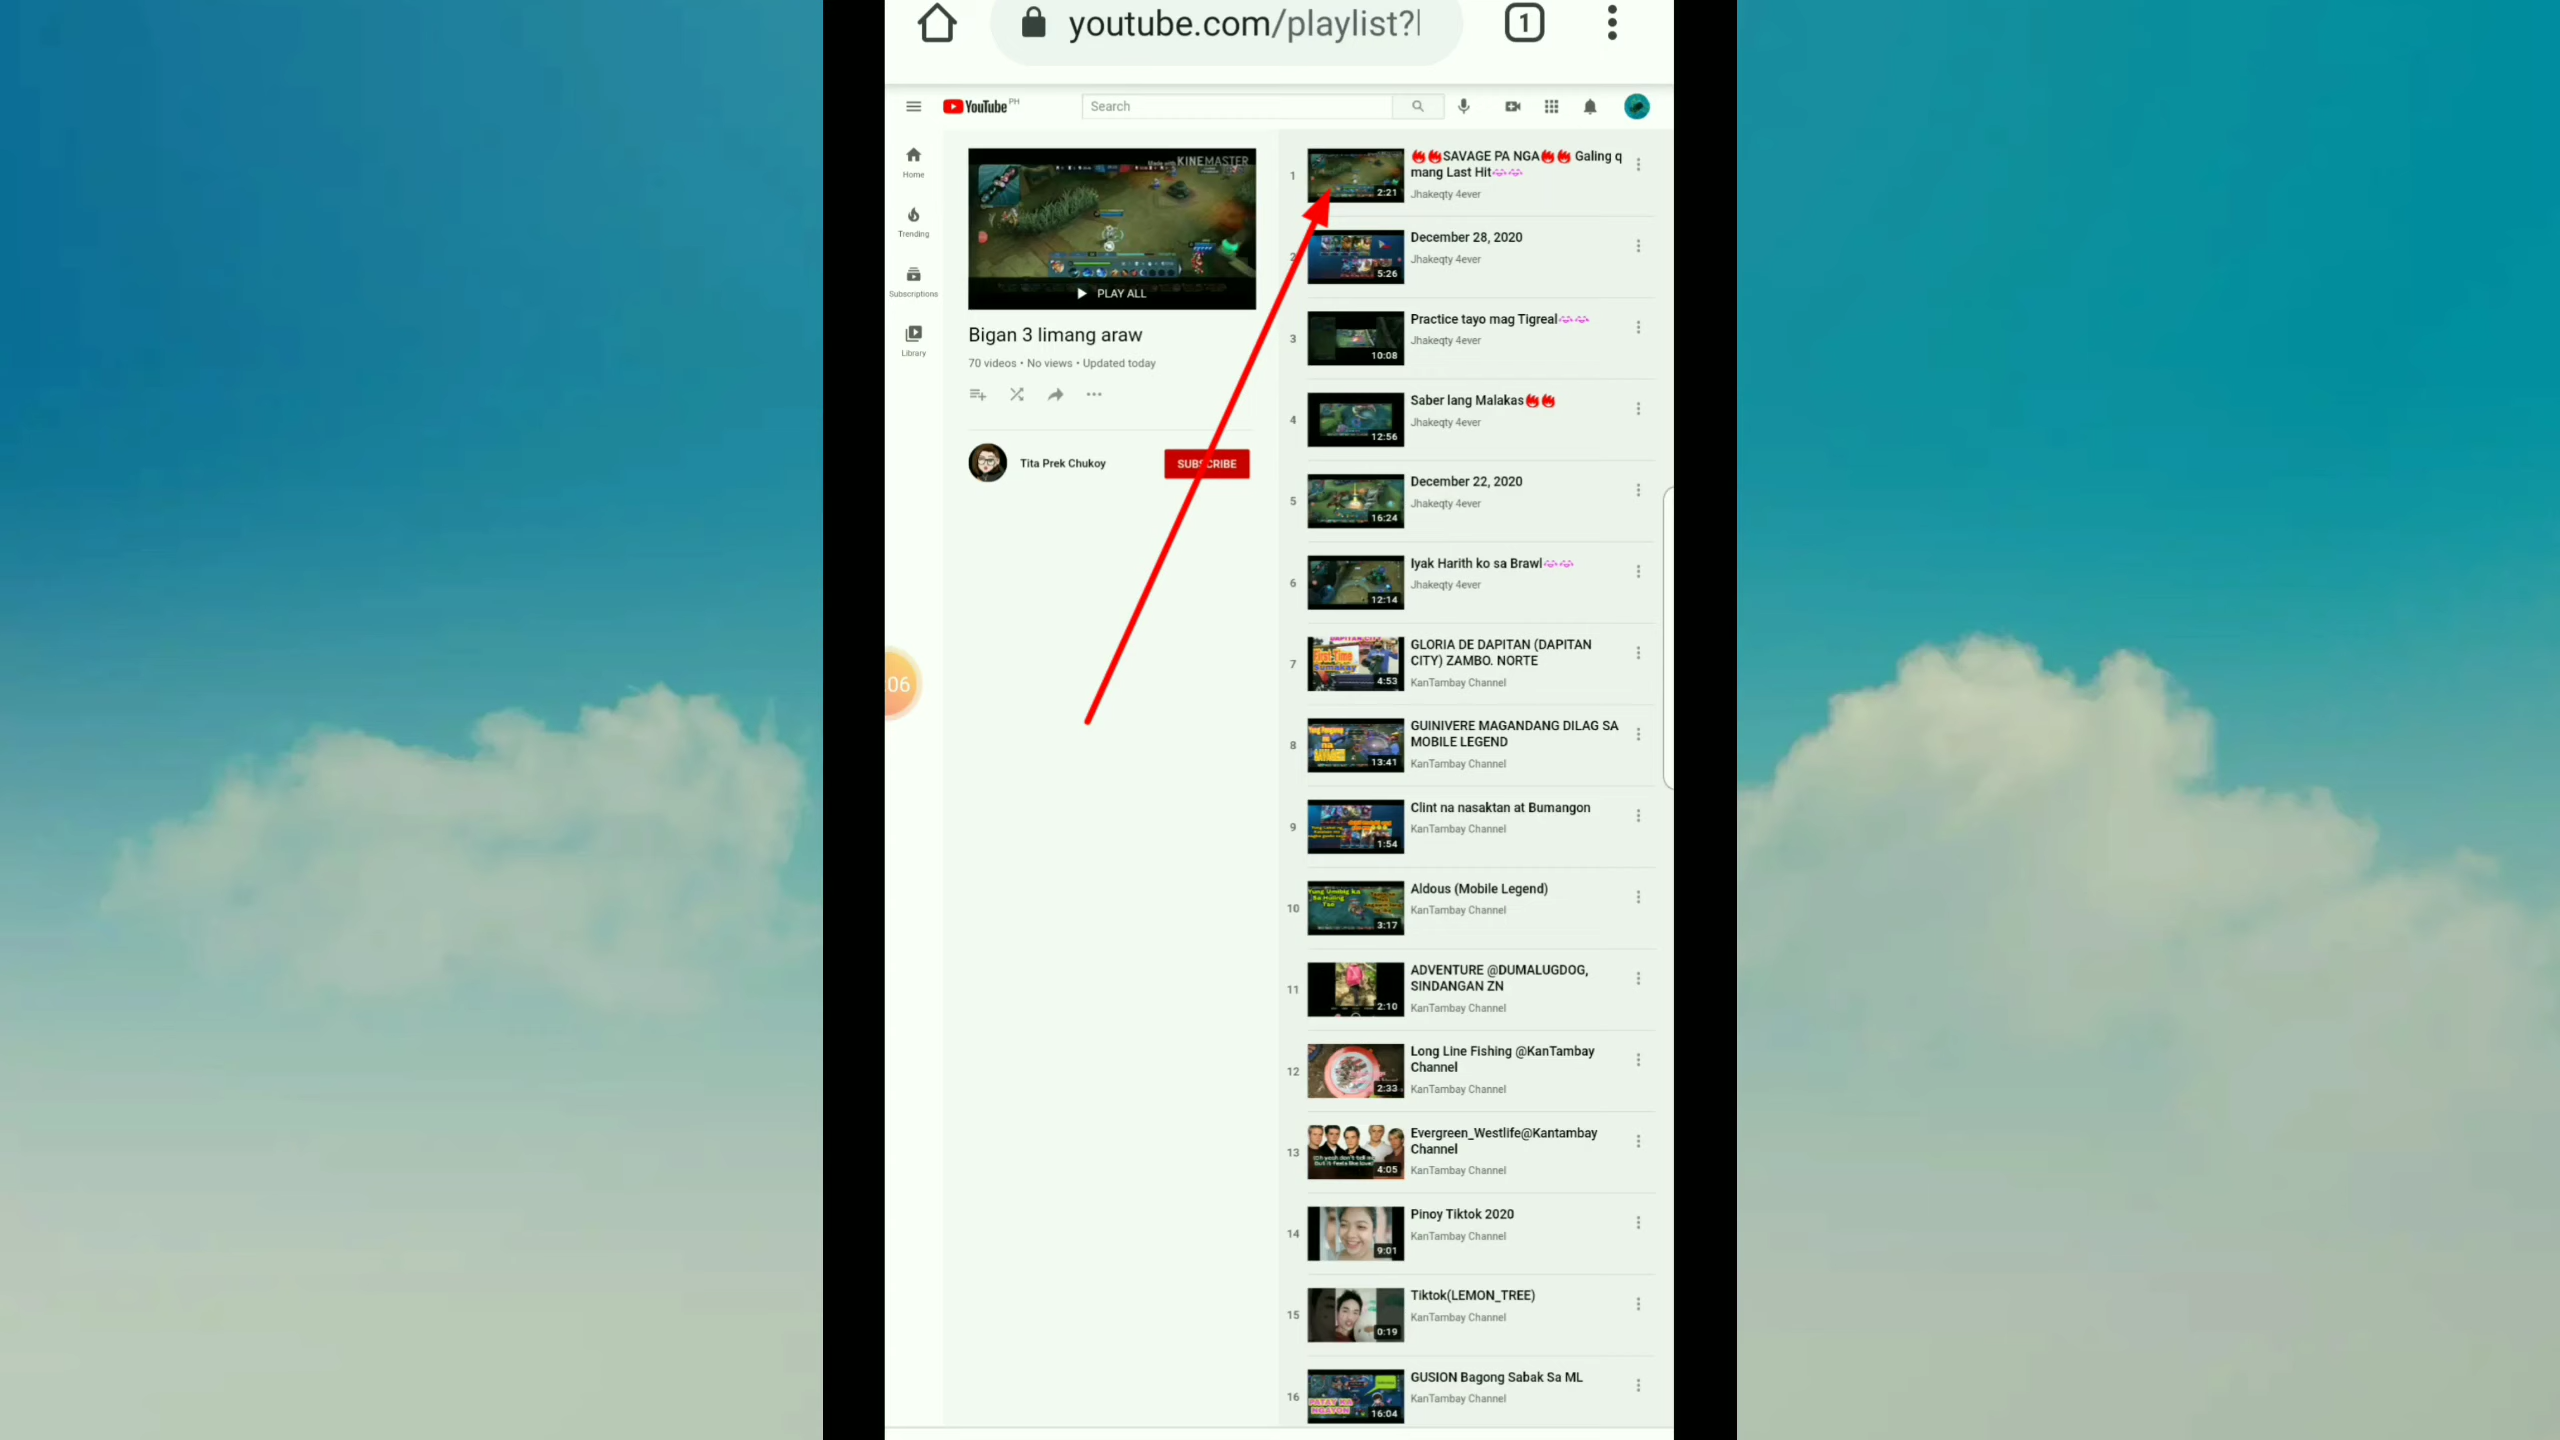 youtube.com/playlist?l
1
YouTube PH
Search
Home
Trending
Subscriptions
Library
Made with KINEMASTER
PLAY ALL
Bigan 3 limang araw
70 videos • No views • Updated today
Tita Prek Chukoy
SUBSCRIBE
06
1
2:21
🔥🔥SAVAGE PA NGA🔥🔥 Galing q
mang Last Hit
Jhakeqty 4ever
2
5:26
December 28, 2020
Jhakeqty 4ever
3
10:08
Practice tayo mag Tigreal
Jhakeqty 4ever
4
12:56
Saber lang Malakas🔥🔥
Jhakeqty 4ever
5
16:24
December 22, 2020
Jhakeqty 4ever
6
12:14
Iyak Harith ko sa Brawl
Jhakeqty 4ever
7
First Time
Sumakay
4:53
GLORIA DE DAPITAN (DAPITAN
CITY) ZAMBO. NORTE
KanTambay Channel
8
13:41
GUINIVERE MAGANDANG DILAG SA
MOBILE LEGEND
KanTambay Channel
9
1:54
Clint na nasaktan at Bumangon
KanTambay Channel
10
3:17
Aldous (Mobile Legend)
KanTambay Channel
11
2:10
ADVENTURE @DUMALUGDOG,
SINDANGAN ZN
KanTambay Channel
12
2:33
Long Line Fishing @KanTambay
Channel
KanTambay Channel
13
4:05
Evergreen_Westlife@Kantambay
Channel
KanTambay Channel
14
9:01
Pinoy Tiktok 2020
KanTambay Channel
15
0:19
Tiktok(LEMON_TREE)
KanTambay Channel
16
16:04
GUSION Bagong Sabak Sa ML
KanTambay Channel